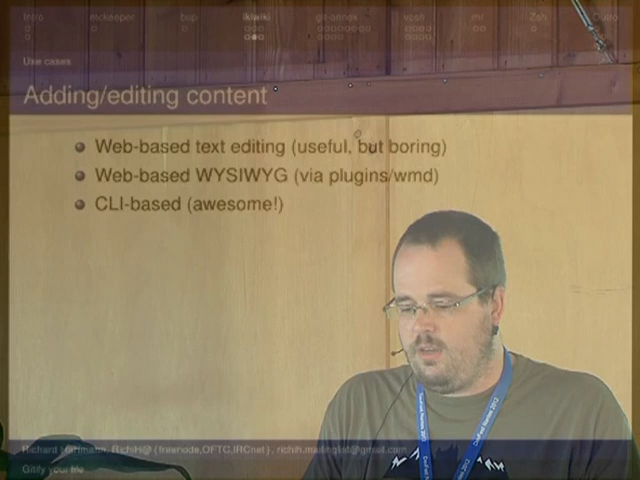 Intro etckeeper bup ikiwiki git-annex vcsh mr Zsh Outro
Use cases
Adding/editing content
Web-based text editing (useful, but boring)
Web-based WYSIWYG (via plugins/wmd)
CLI-based (awesome!)
Richard Hartmann, RichiH@{freenode,OFTC,IRCnet}, richih.mailinglist@gmail.com
Gitify your life